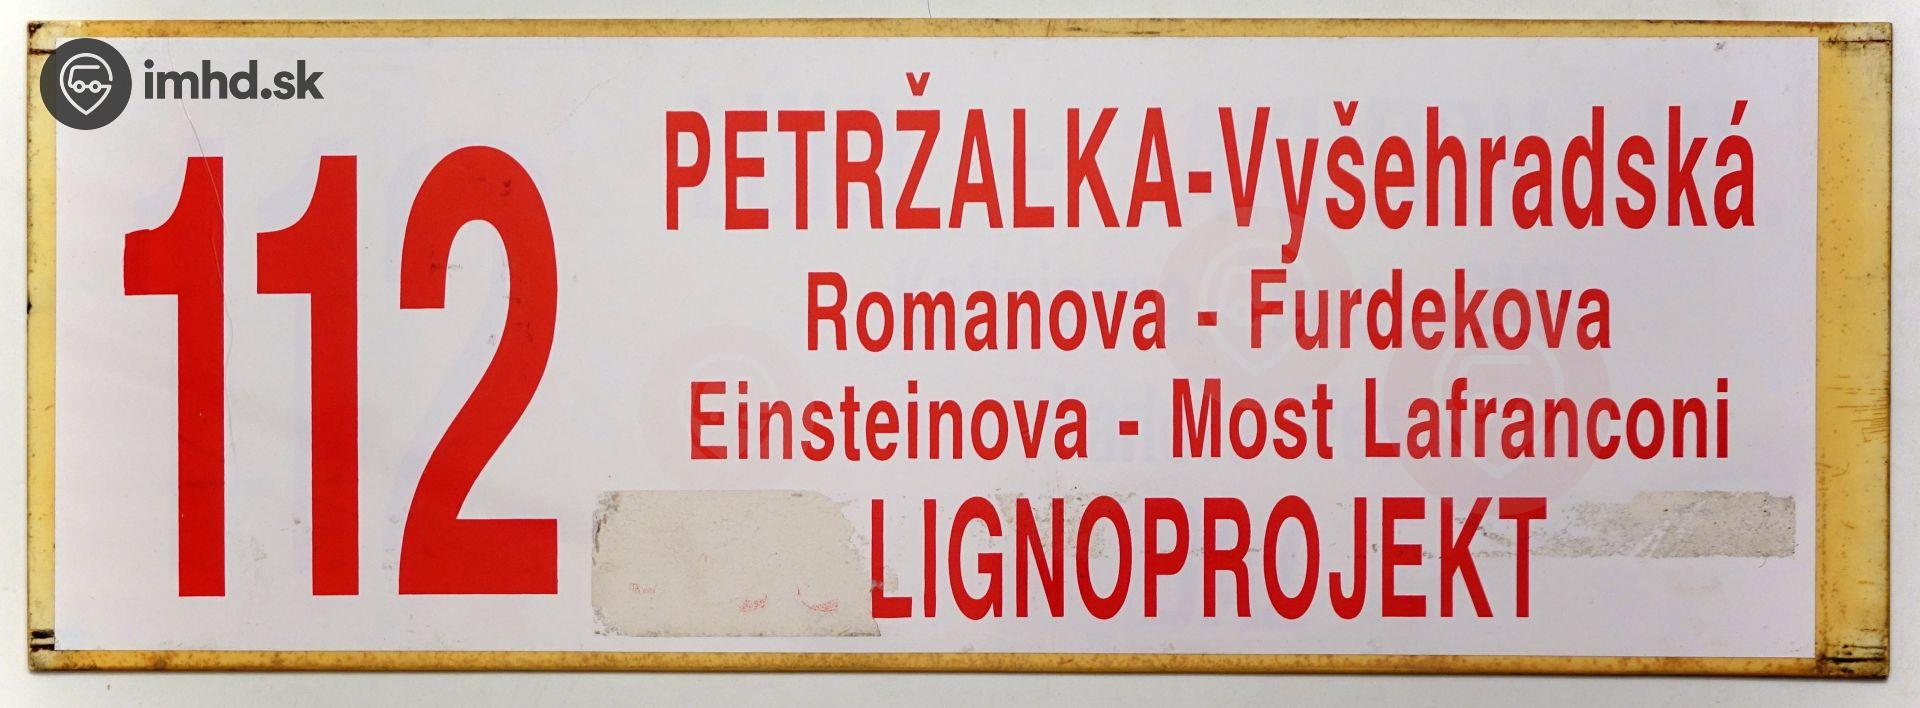 imhd.sk
112
PETRŽALKA-Vyšehradská
Romanova - Furdekova
Einsteinova - Most Lafranconi
LIGNOPROJEKT